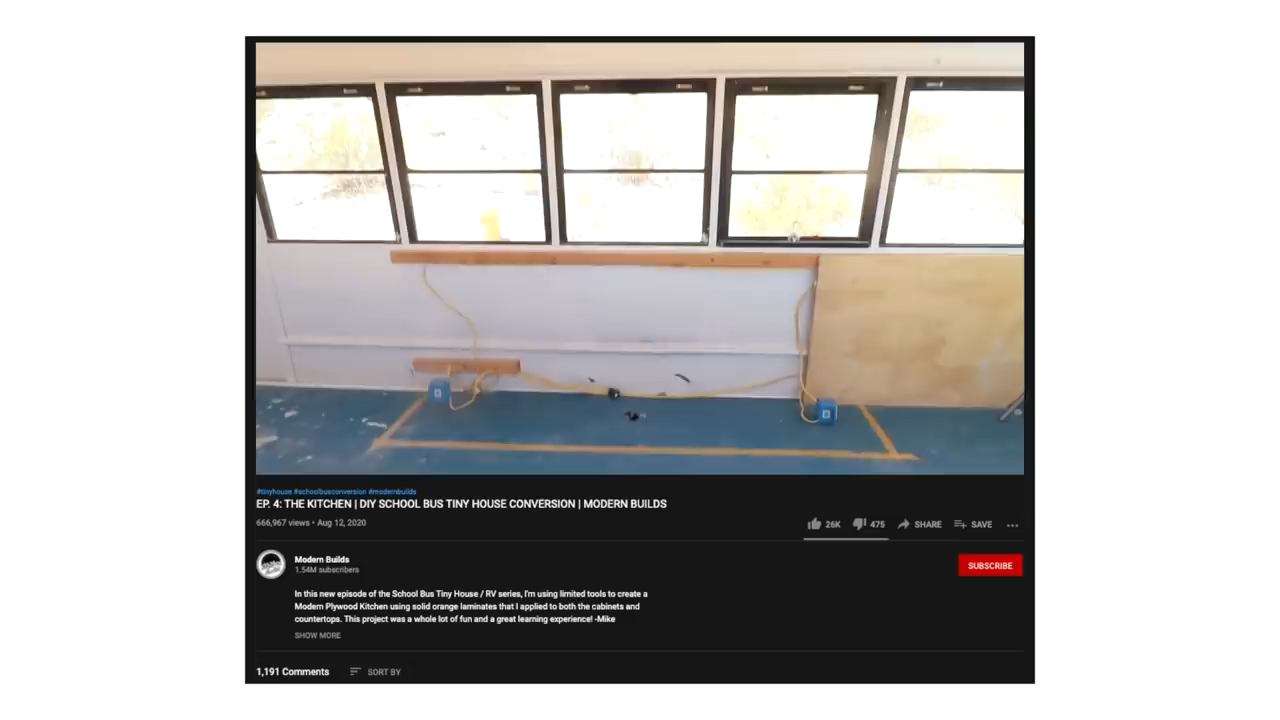 #tinyhouse #schoolbusconversion #modernbuilds
EP. 4: THE KITCHEN | DIY SCHOOL BUS TINY HOUSE CONVERSION | MODERN BUILDS
666,967 views • Aug 12, 2020
26K 475 SHARE SAVE
Modern Builds
1.54M subscribers
SUBSCRIBE
In this new episode of the School Bus Tiny House / RV series, I'm using limited tools to create a
Modern Plywood Kitchen using solid orange laminates that I applied to both the cabinets and
countertops. This project was a whole lot of fun and a great learning experience! -Mike
SHOW MORE
1,191 Comments SORT BY